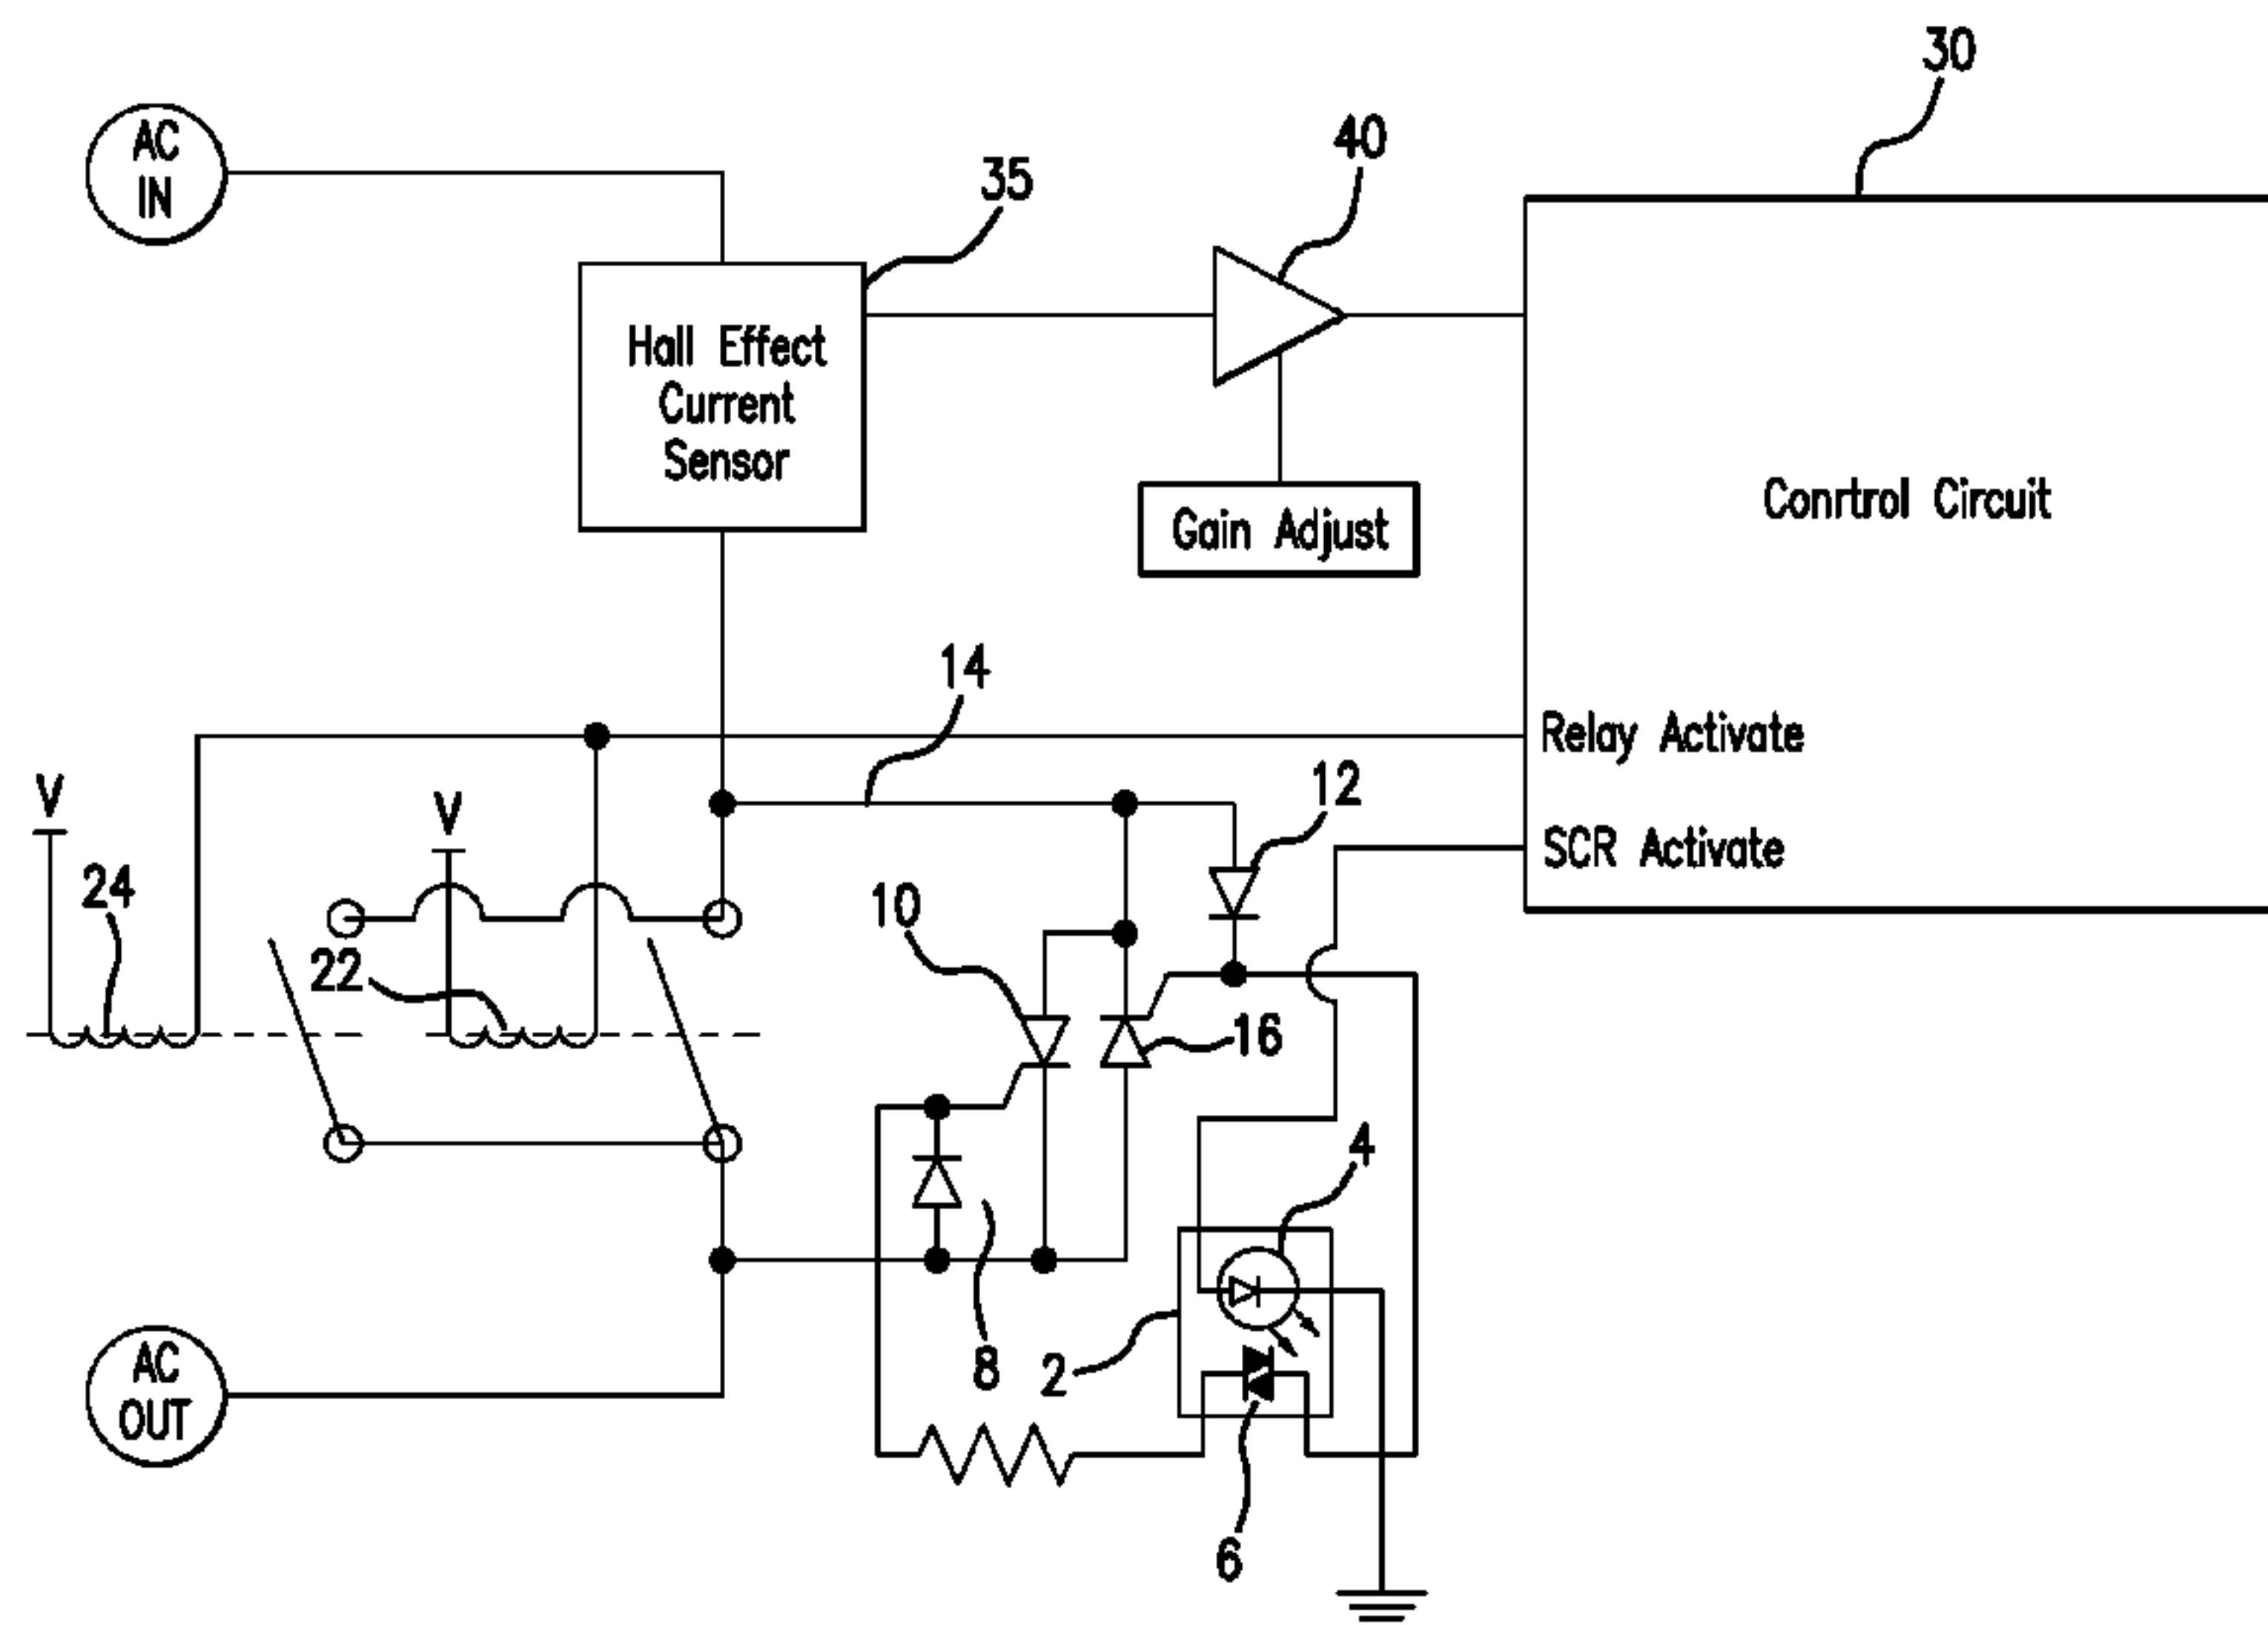 30
AC
IN
40
35
Hall Effect
Current
Sensor
Gain Adjust
Conrtrol Circuit
14
Relay Activate
12
SCR Activate
V
V
24
10
22
16
4
8
2
AC
OUT
6